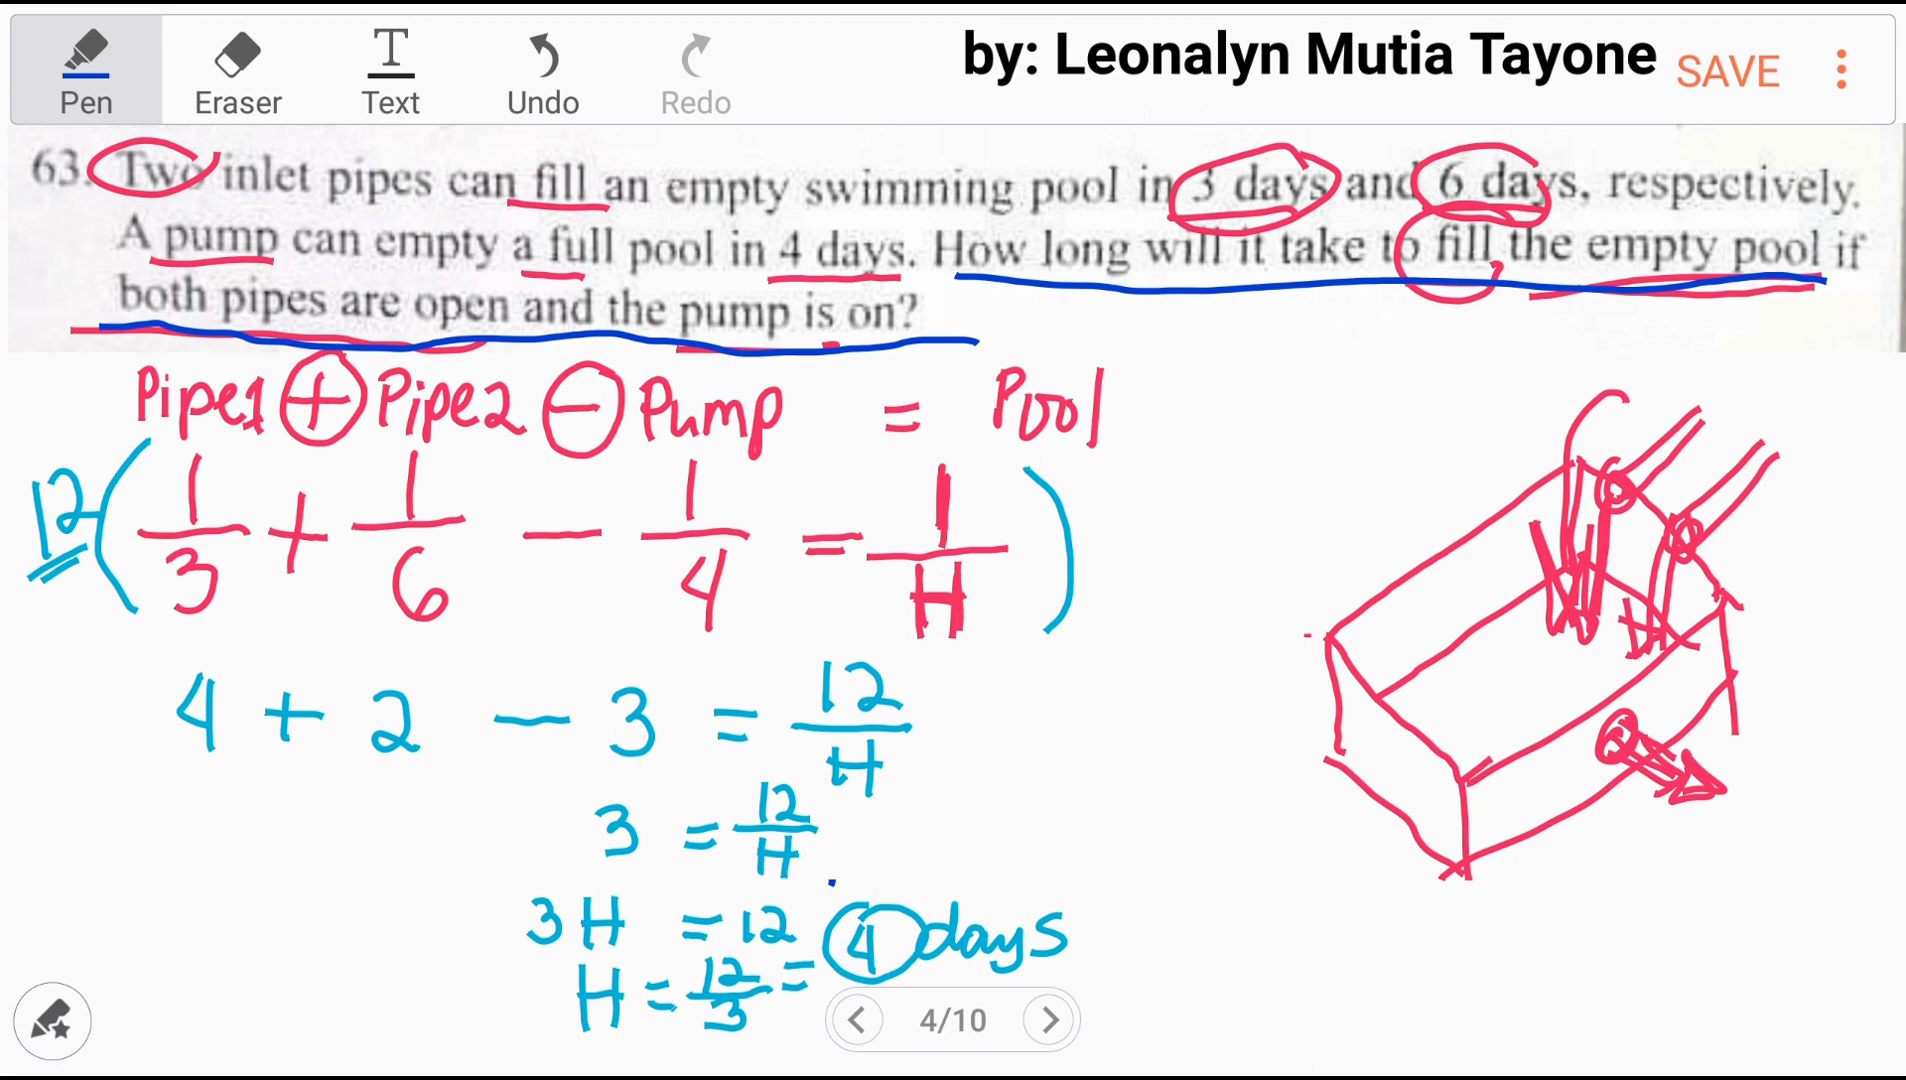 by: Leonalyn Mutia Tayone SAVE
Pen Eraser Text Undo Redo
63. Two inlet pipes can fill an empty swimming pool in 3 days and 6 days, respectively.
A pump can empty a full pool in 4 days. How long will it take to fill the empty pool if
both pipes are open and the pump is on?
Pipe1 + Pipe2 - Pump = Pool
12 ( 1/3 + 1/6 - 1/4 = 1/H )
4 + 2 - 3 = 12/H
3 = 12/H
3H = 12
H = 12/3 = 4 days
4/10